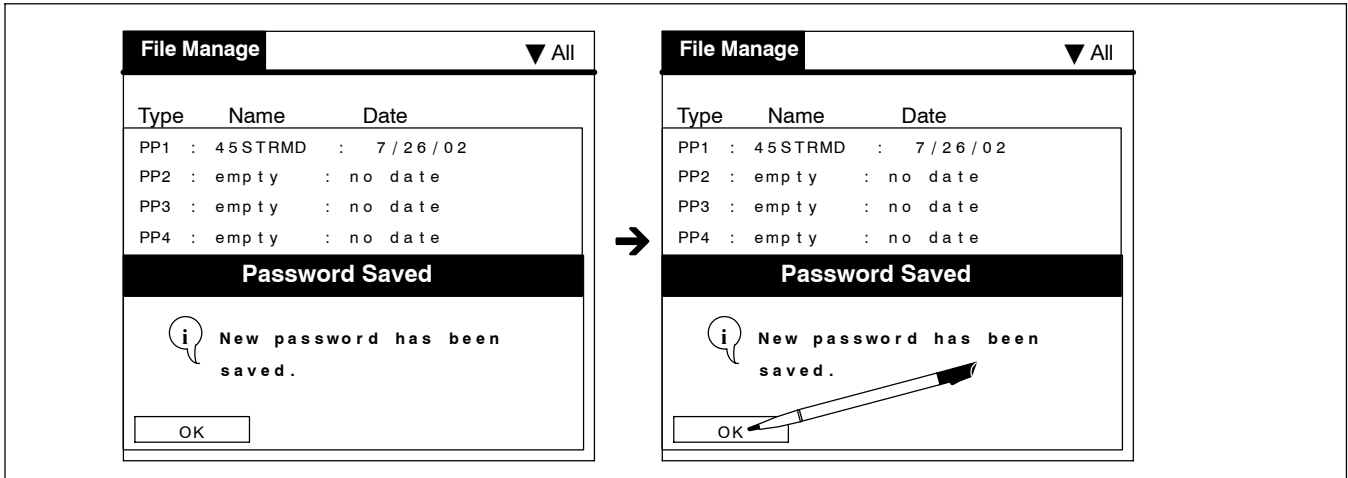 File Manage ▼ All
Type Name Date
PP1 : 45STRMD : 7/26/02
PP2 : empty : no date
PP3 : empty : no date
PP4 : empty : no date
Password Saved
i New password has been
saved.
OK
➔
File Manage ▼ All
Type Name Date
PP1 : 45STRMD : 7/26/02
PP2 : empty : no date
PP3 : empty : no date
PP4 : empty : no date
Password Saved
i New password has been
saved.
OK